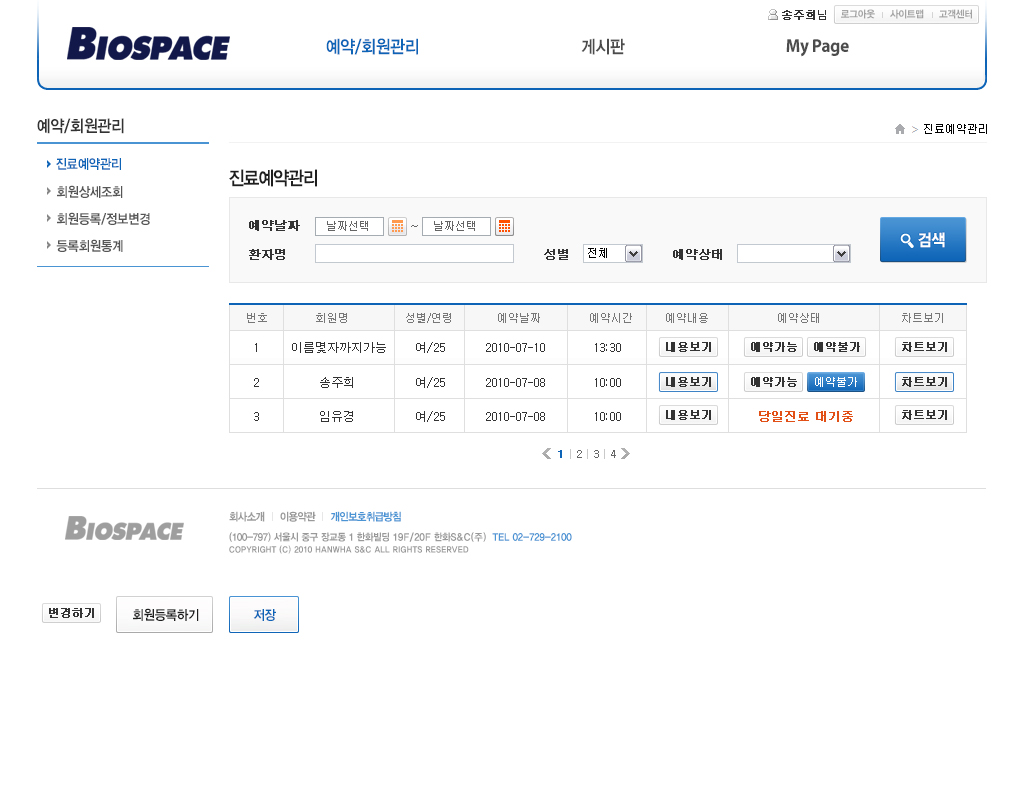 송주희님 로그아웃 사이트맵 고객센터
BIOSPACE 예약/회원관리 게시판 My Page
예약/회원관리
> 진료예약관리
진료예약관리
회원상세조회
회원등록/정보변경
등록회원통계
진료예약관리
예약날짜 날짜선택 ~ 날짜선택
환자명 성별 전체 예약상태 검색
번호 회원명 성별/연령 예약날짜 예약시간 예약내용 예약상태 차트보기
1 이름몇자까지가능 여/25 2010-07-10 13:30 내용보기 예약가능 예약불가 차트보기
2 송주희 여/25 2010-07-08 10:00 내용보기 예약가능 예약불가 차트보기
3 임유경 여/25 2010-07-08 10:00 내용보기 당일진료 대기중 차트보기
1 2 3 4
BIOSPACE
회사소개 이용약관 개인보호취급방침
(100-797) 서울시 중구 장교동 1 한화빌딩 19F/20F 한화S&C(주) TEL 02-729-2100
COPYRIGHT (C) 2010 HANWHA S&C ALL RIGHTS RESERVED
변경하기 회원등록하기 저장